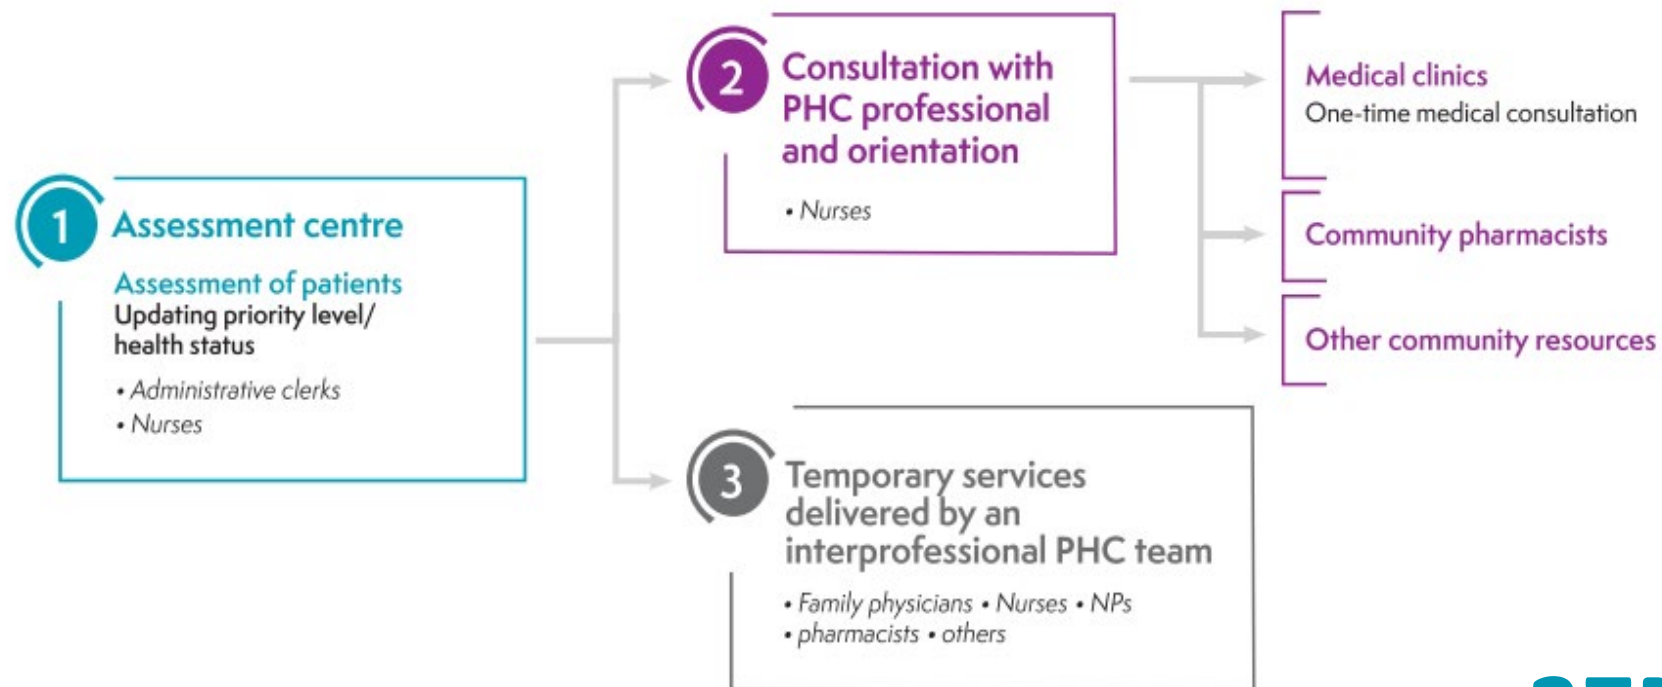 1
Assessment centre
Assessment of patients
Updating priority level/
health status
• Administrative clerks
• Nurses
2
Consultation with
PHC professional
and orientation
• Nurses
Medical clinics
One-time medical consultation
Community pharmacists
Other community resources
3
Temporary services
delivered by an
interprofessional PHC team
• Family physicians • Nurses • NPs
• pharmacists • others